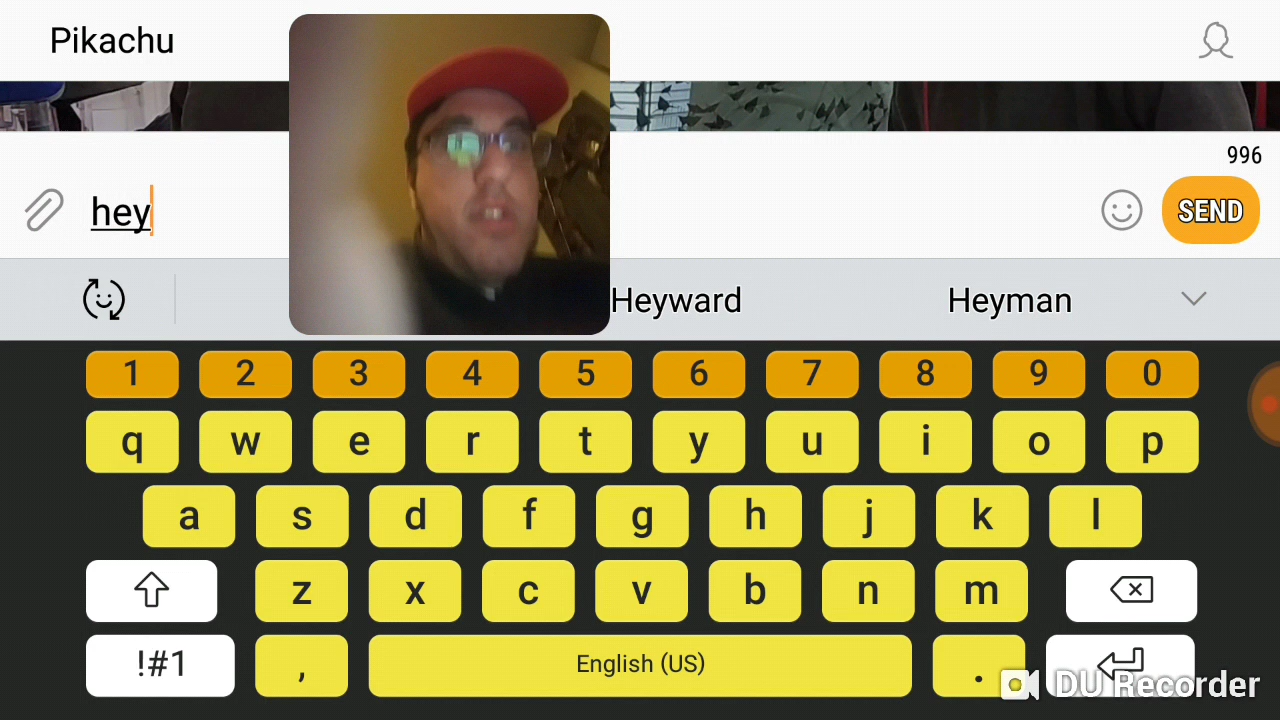 Pikachu
996
hey
SEND
Heyward
Heyman
1 2 3 4 5 6 7 8 9 0
q w e r t y u i o p
a s d f g h j k l
z x c v b n m
!#1 , English (US) .
DU Recorder